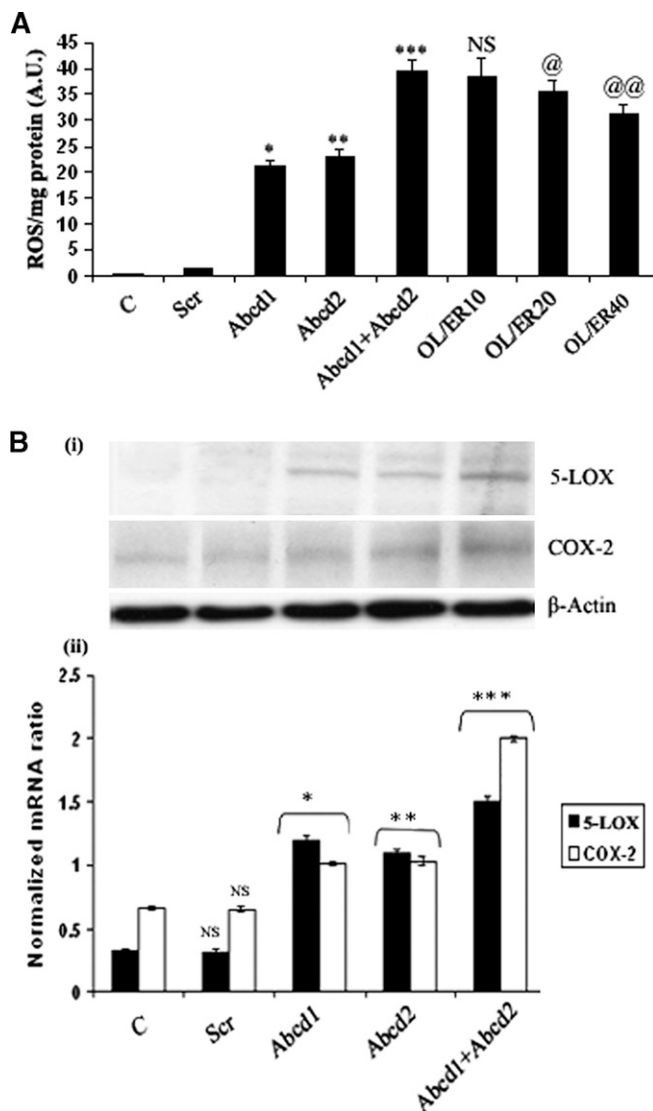 A
ROS/mg protein (A.U.)
45
40
35
30
25
20
15
10
5
0
*
**
***
NS
@
@@
C
Scr
Abcd1
Abcd2
Abcd1+Abcd2
OL/ER10
OL/ER20
OL/ER40
B
(i)
5-LOX
COX-2
β-Actin
(ii)
Normalized mRNA ratio
2.5
2
1.5
1
0.5
0
NS
NS
*
**
***
5-LOX
COX-2
C
Scr
Abcd1
Abcd2
Abcd1+Abcd2